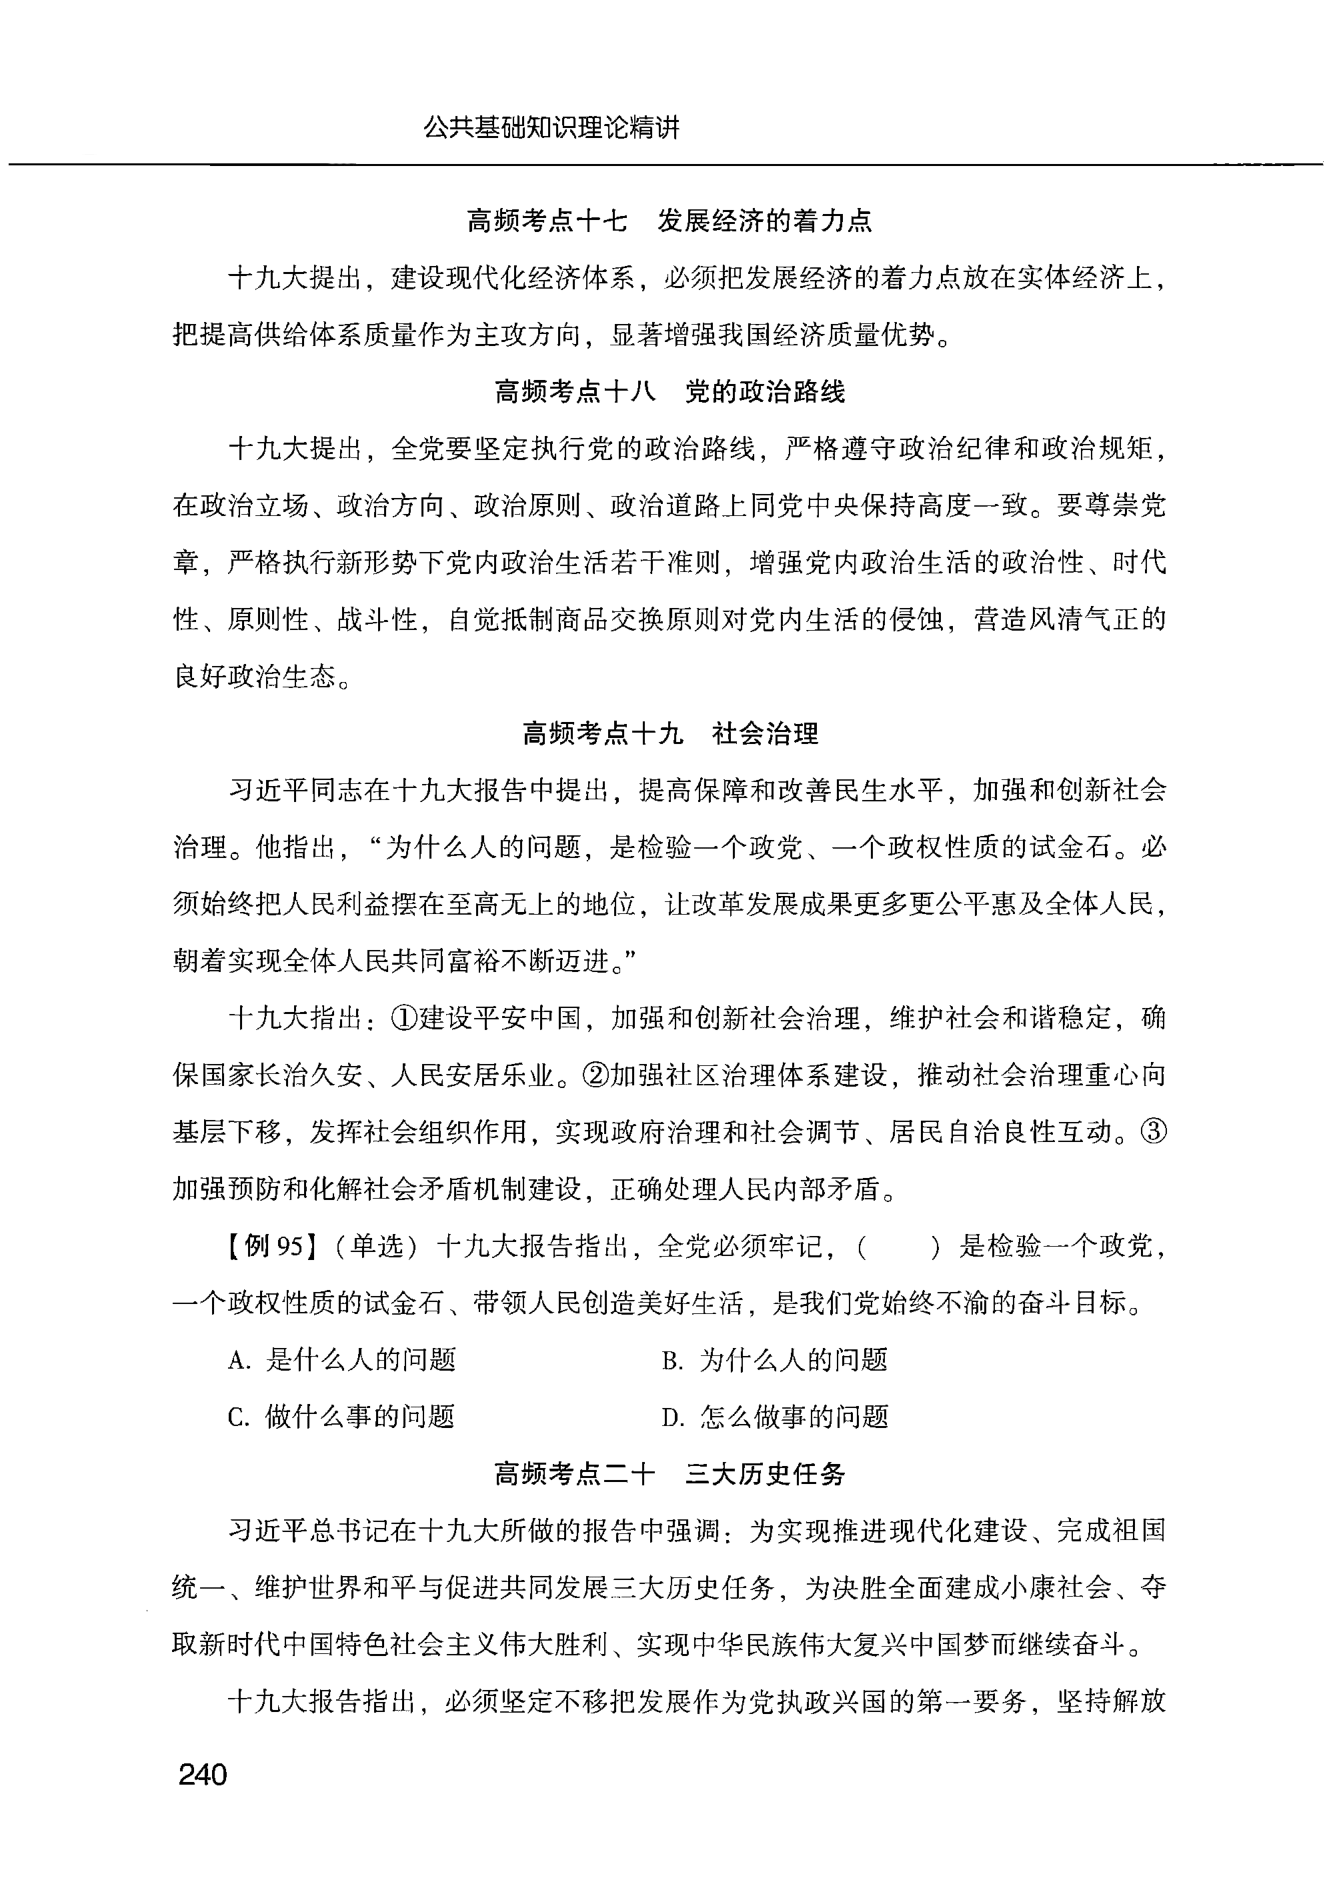 公共基础知识理论精讲
高频考点十七 发展经济的着力点
十九大提出，建设现代化经济体系，必须把发展经济的着力点放在实体经济上，
把提高供给体系质量作为主攻方向，显著增强我国经济质量优势。
高频考点十八 党的政治路线
十九大提出，全党要坚定执行党的政治路线，严格遵守政治纪律和政治规矩，
在政治立场、政治方向、政治原则、政治道路上同党中央保持高度一致。要尊崇党
章，严格执行新形势下党内政治生活若干准则，增强党内政治生活的政治性、时代
性、原则性、战斗性，自觉抵制商品交换原则对党内生活的侵蚀，营造风清气正的
良好政治生态。
高频考点十九 社会治理
习近平同志在十九大报告中提出，提高保障和改善民生水平，加强和创新社会
治理。他指出，“为什么人的问题，是检验一个政党、一个政权性质的试金石。必
须始终把人民利益摆在至高无上的地位，让改革发展成果更多更公平惠及全体人民，
朝着实现全体人民共同富裕不断迈进。”
十九大指出：①建设平安中国，加强和创新社会治理，维护社会和谐稳定，确
保国家长治久安、人民安居乐业。②加强社区治理体系建设，推动社会治理重心向
基层下移，发挥社会组织作用，实现政府治理和社会调节、居民自治良性互动。③
加强预防和化解社会矛盾机制建设，正确处理人民内部矛盾。
【例 95】（单选）十九大报告指出，全党必须牢记，（ ）是检验一个政党，
一个政权性质的试金石、带领人民创造美好生活，是我们党始终不渝的奋斗目标。
A. 是什么人的问题 B. 为什么人的问题
C. 做什么事的问题 D. 怎么做事的问题
高频考点二十 三大历史任务
习近平总书记在十九大所做的报告中强调：为实现推进现代化建设、完成祖国
统一、维护世界和平与促进共同发展三大历史任务，为决胜全面建成小康社会、夺
取新时代中国特色社会主义伟大胜利、实现中华民族伟大复兴中国梦而继续奋斗。
十九大报告指出，必须坚定不移把发展作为党执政兴国的第一要务，坚持解放
240